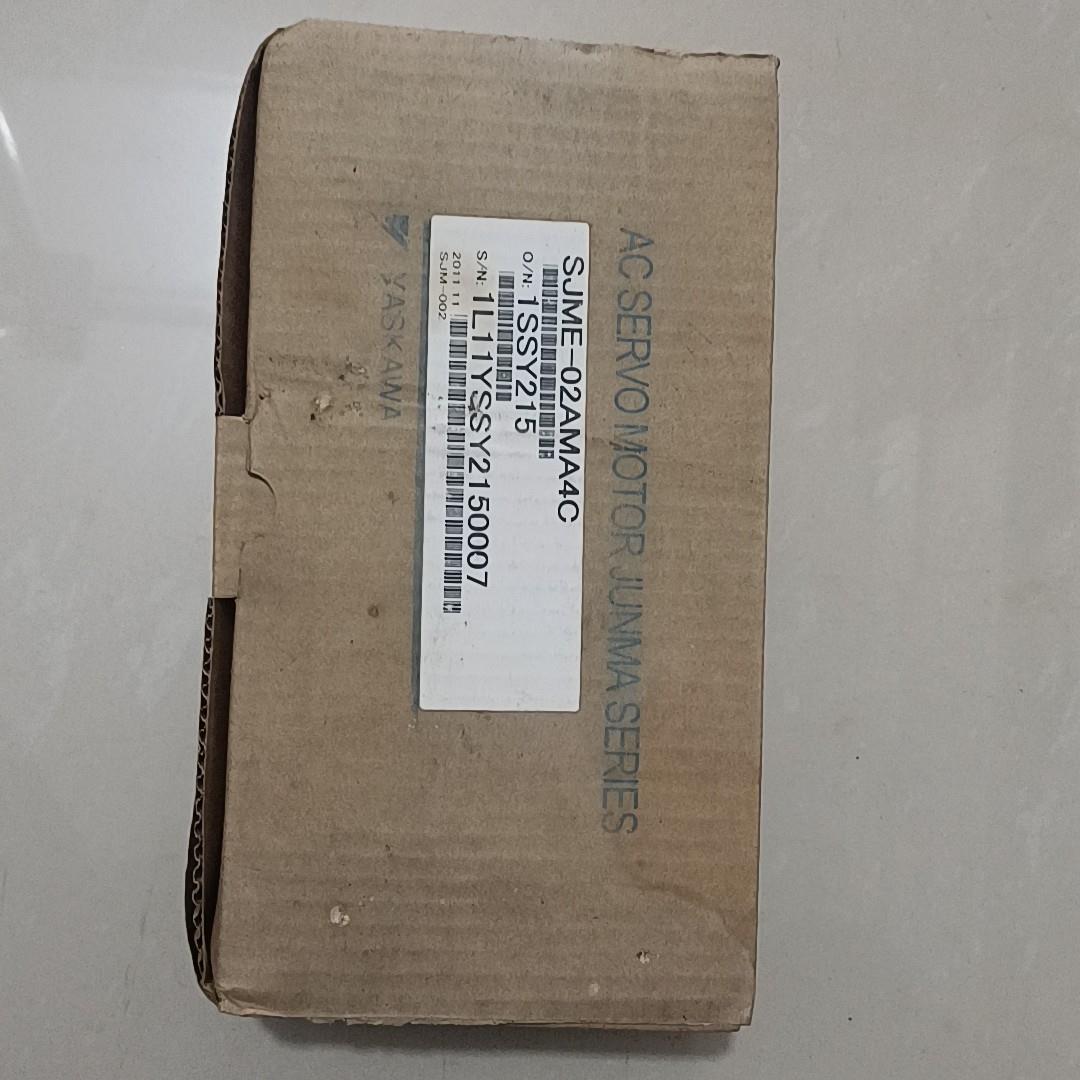 AC SERVO MOTOR JUNMA SERIES
SJME-02AMA4C
O/N: 1SSY215
S/N: 1L11YSSY2150007
2011 11
SJM-002
YASKAWA